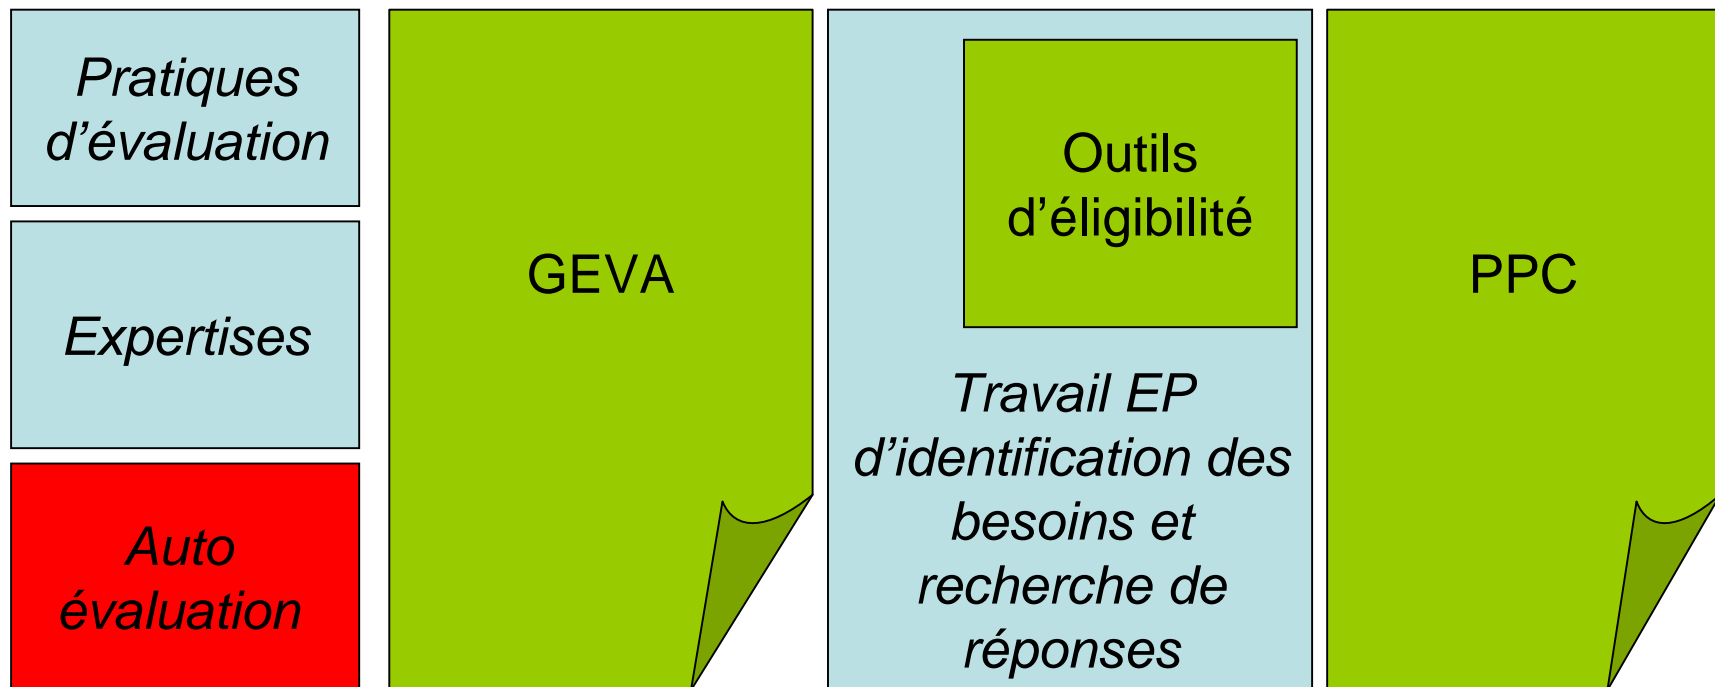 Pratiques
d’évaluation
Expertises
Auto
évaluation
GEVA
Outils
d’éligibilité
Travail EP
d’identification des
besoins et
recherche de
réponses
PPC